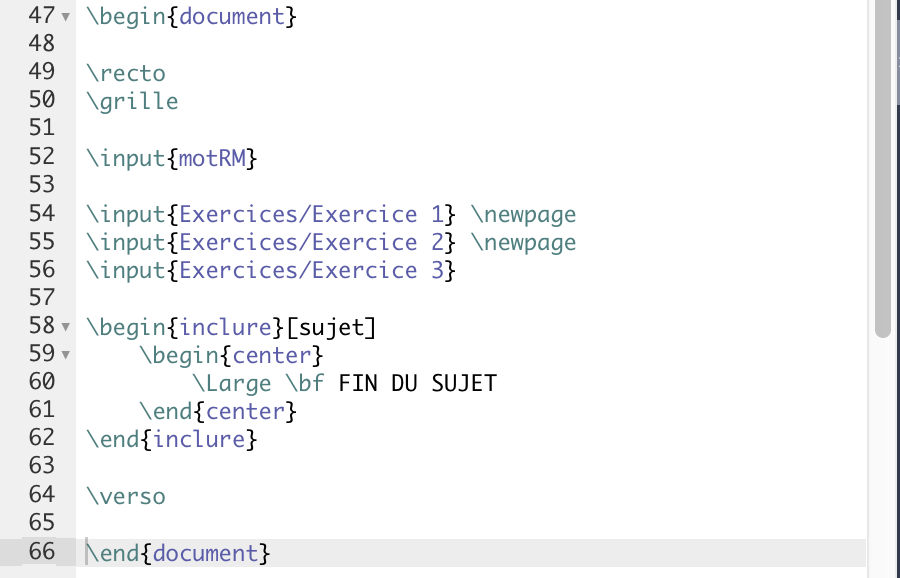 47 \begin{document}
48
49 \recto
50 \grille
51
52 \input{motRM}
53
54 \input{Exercices/Exercice 1} \newpage
55 \input{Exercices/Exercice 2} \newpage
56 \input{Exercices/Exercice 3}
57
58 \begin{inclure}[sujet]
59     \begin{center}
60         \Large \bf FIN DU SUJET
61     \end{center}
62 \end{inclure}
63
64 \verso
65
66 \end{document}